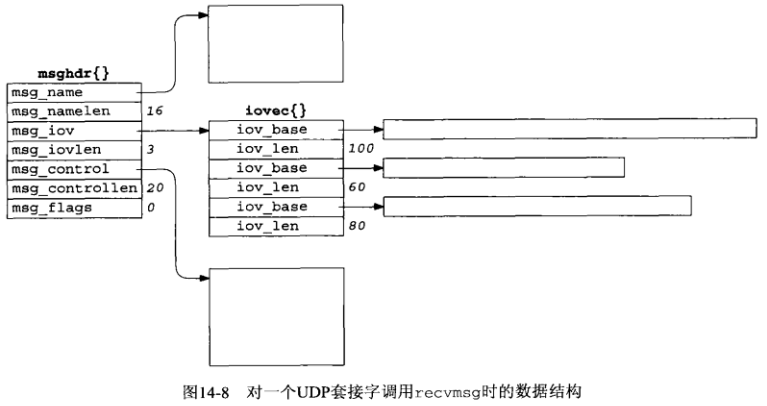 msghdr{}
msg_name
msg_namelen 16
msg_iov
msg_iovlen 3
msg_control
msg_controllen 20
msg_flags 0
iovec{}
iov_base
iov_len 100
iov_base
iov_len 60
iov_base
iov_len 80
图14-8 对一个UDP套接字调用recvmsg时的数据结构